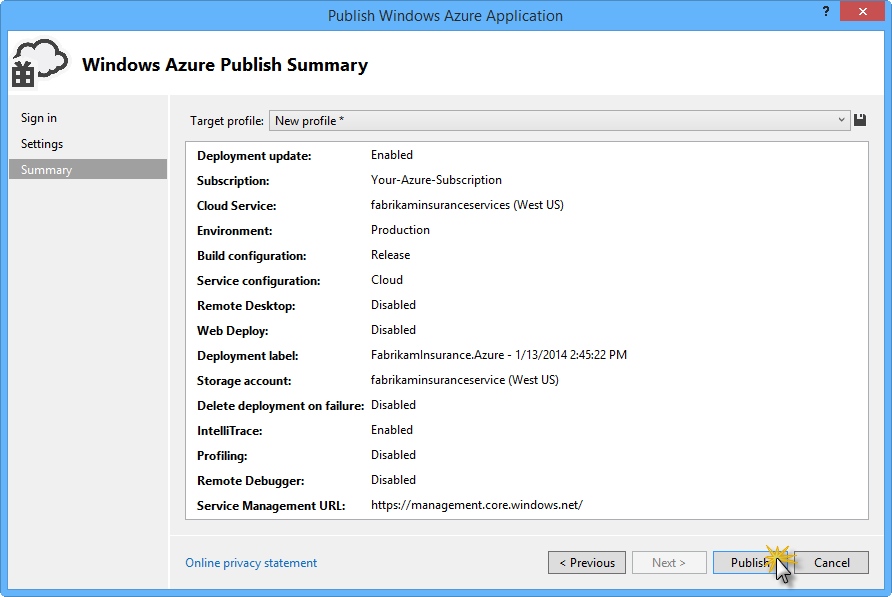 Publish Windows Azure Application
?
Windows Azure Publish Summary
Sign in
Settings
Summary
Target profile: New profile *
Deployment update: Enabled
Subscription: Your-Azure-Subscription
Cloud Service: fabrikaminsuranceservices (West US)
Environment: Production
Build configuration: Release
Service configuration: Cloud
Remote Desktop: Disabled
Web Deploy: Disabled
Deployment label: FabrikamInsurance.Azure - 1/13/2014 2:45:22 PM
Storage account: fabrikaminsuranceservice (West US)
Delete deployment on failure: Disabled
IntelliTrace: Enabled
Profiling: Disabled
Remote Debugger: Disabled
Service Management URL: https://management.core.windows.net/
Online privacy statement
< Previous
Next >
Publish
Cancel